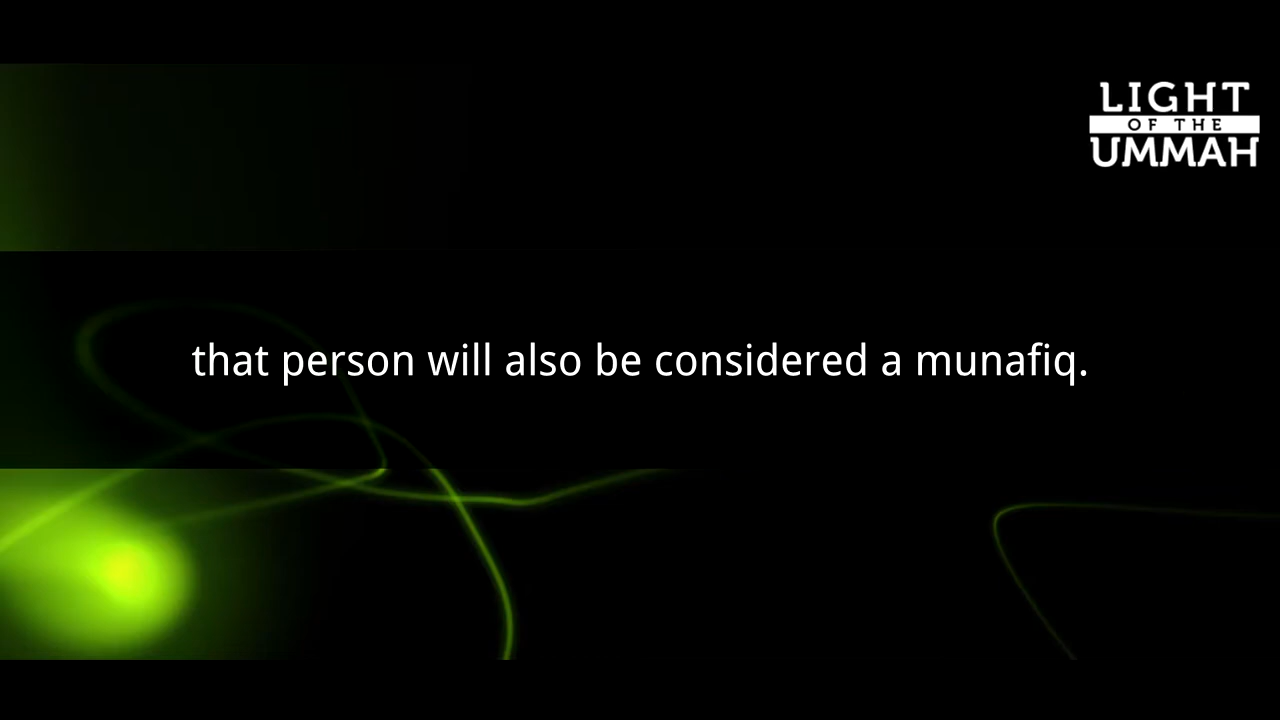 LIGHT
OF THE
UMMAH
that person will also be considered a munafiq.